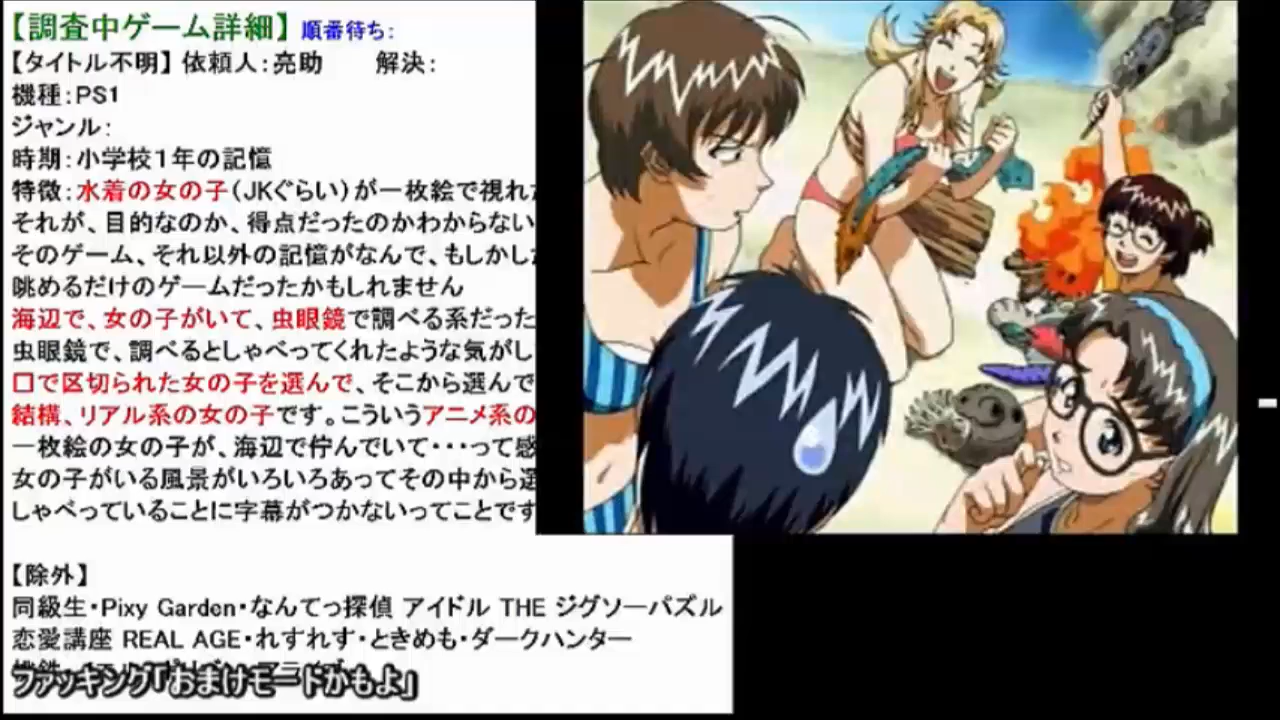 【調査中ゲーム詳細】 順番待ち:
【タイトル不明】 依頼人:亮助　　解決:
機種:PS1
ジャンル:
時期:小学校1年の記憶
特徴:水着の女の子(JKぐらい)が一枚絵で視れ
それが、目的なのか、得点だったのかわからない
そのゲーム、それ以外の記憶がなんで、もしかし
眺めるだけのゲームだったかもしれません
海辺で、女の子がいて、虫眼鏡で調べる系だった
虫眼鏡で、調べるとしゃべってくれたような気がし
口で区切られた女の子を選んで、そこから選んで
結構、リアル系の女の子です。こういうアニメ系の
一枚絵の女の子が、海辺で佇んでいて・・・って感
女の子がいる風景がいろいろあってその中から選
しゃべっていることに字幕がつかないってことです
【除外】
同級生・Pixy Garden・なんてっ探偵 アイドル THE ジグソーパズル
恋愛講座 REAL AGE・れすれす・ときめも・ダークハンター
ファッキング「おまけモードかもよ」